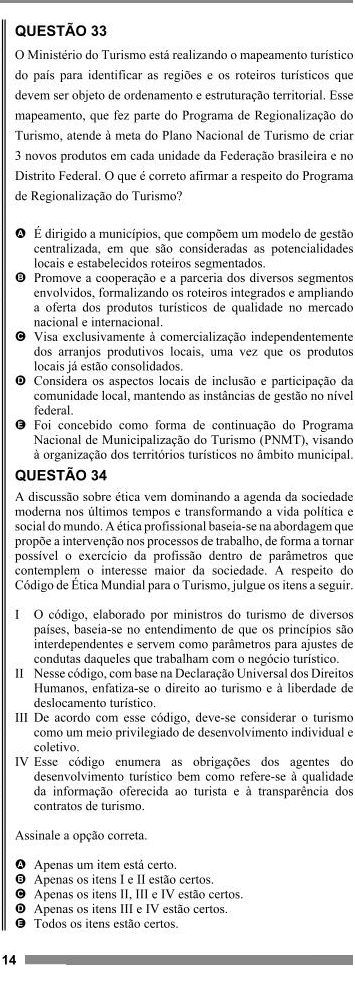 QUESTÃO 33
O Ministério do Turismo está realizando o mapeamento turístico
do país para identificar as regiões e os roteiros turísticos que
devem ser objeto de ordenamento e estruturação territorial. Esse
mapeamento, que fez parte do Programa de Regionalização do
Turismo, atende à meta do Plano Nacional de Turismo de criar
3 novos produtos em cada unidade da Federação brasileira e no
Distrito Federal. O que é correto afirmar a respeito do Programa
de Regionalização do Turismo?
A É dirigido a municípios, que compõem um modelo de gestão
centralizada, em que são consideradas as potencialidades
locais e estabelecidos roteiros segmentados.
B Promove a cooperação e a parceria dos diversos segmentos
envolvidos, formalizando os roteiros integrados e ampliando
a oferta dos produtos turísticos de qualidade no mercado
nacional e internacional.
C Visa exclusivamente à comercialização independentemente
dos arranjos produtivos locais, uma vez que os produtos
locais já estão consolidados.
D Considera os aspectos locais de inclusão e participação da
comunidade local, mantendo as instâncias de gestão no nível
federal.
E Foi concebido como forma de continuação do Programa
Nacional de Municipalização do Turismo (PNMT), visando
à organização dos territórios turísticos no âmbito municipal.
QUESTÃO 34
A discussão sobre ética vem dominando a agenda da sociedade
moderna nos últimos tempos e transformando a vida política e
social do mundo. A ética profissional baseia-se na abordagem que
propõe a intervenção nos processos de trabalho, de forma a tornar
possível o exercício da profissão dentro de parâmetros que
contemplem o interesse maior da sociedade. A respeito do
Código de Ética Mundial para o Turismo, julgue os itens a seguir.
I O código, elaborado por ministros do turismo de diversos
países, baseia-se no entendimento de que os princípios são
interdependentes e servem como parâmetros para ajustes de
condutas daqueles que trabalham com o negócio turístico.
II Nesse código, com base na Declaração Universal dos Direitos
Humanos, enfatiza-se o direito ao turismo e à liberdade de
deslocamento turístico.
III De acordo com esse código, deve-se considerar o turismo
como um meio privilegiado de desenvolvimento individual e
coletivo.
IV Esse código enumera as obrigações dos agentes do
desenvolvimento turístico bem como refere-se à qualidade
da informação oferecida ao turista e à transparência dos
contratos de turismo.
Assinale a opção correta.
A Apenas um item está certo.
B Apenas os itens I e II estão certos.
C Apenas os itens II, III e IV estão certos.
D Apenas os itens III e IV estão certos.
E Todos os itens estão certos.
14